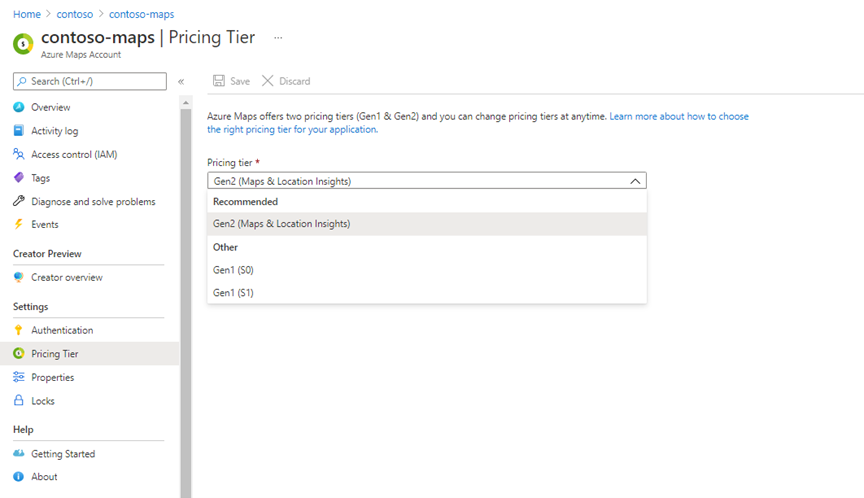 Home > contoso > contoso-maps
contoso-maps | Pricing Tier ...
Azure Maps Account
Search (Ctrl+/)
«
Save
Discard
Overview
Activity log
Access control (IAM)
Tags
Diagnose and solve problems
Events
Creator Preview
Creator overview
Settings
Authentication
Pricing Tier
Properties
Locks
Help
Getting Started
About
Azure Maps offers two pricing tiers (Gen1 & Gen2) and you can change pricing tiers at anytime. Learn more about how to choose
the right pricing tier for your application.
Pricing tier *
Gen2 (Maps & Location Insights)
Recommended
Gen2 (Maps & Location Insights)
Other
Gen1 (S0)
Gen1 (S1)